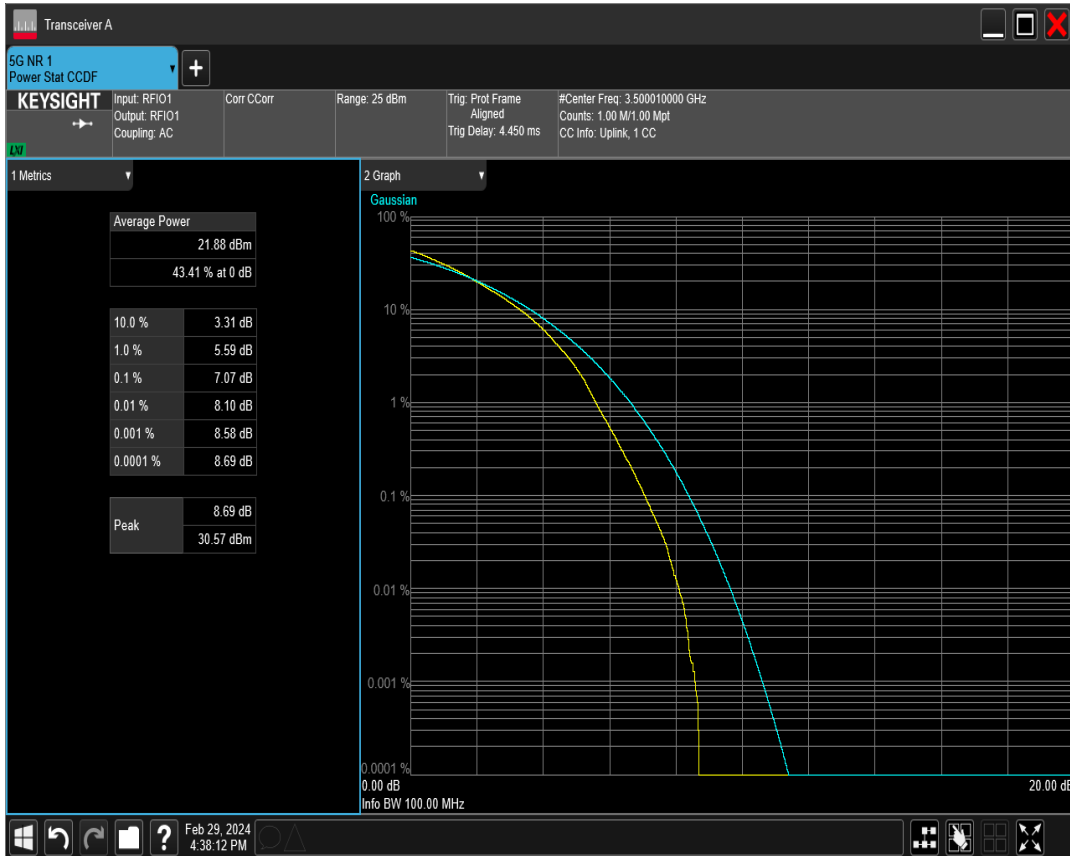 Transceiver A
5G NR 1
Power Stat CCDF
+
KEYSIGHT
LXI
Input: RFIO1
Output: RFIO1
Coupling: AC
Corr CCorr
Range: 25 dBm
Trig: Prot Frame
Aligned
Trig Delay: 4.450 ms
#Center Freq: 3.500010000 GHz
Counts: 1.00 M/1.00 Mpt
CC Info: Uplink, 1 CC
1 Metrics
Average Power
21.88 dBm
43.41 % at 0 dB
10.0 % 3.31 dB
1.0 % 5.59 dB
0.1 % 7.07 dB
0.01 % 8.10 dB
0.001 % 8.58 dB
0.0001 % 8.69 dB
Peak
8.69 dB
30.57 dBm
2 Graph
Gaussian
100 %
10 %
1 %
0.1 %
0.01 %
0.001 %
0.0001 %
0.00 dB 20.00 dB
Info BW 100.00 MHz
?
Feb 29, 2024
4:38:12 PM